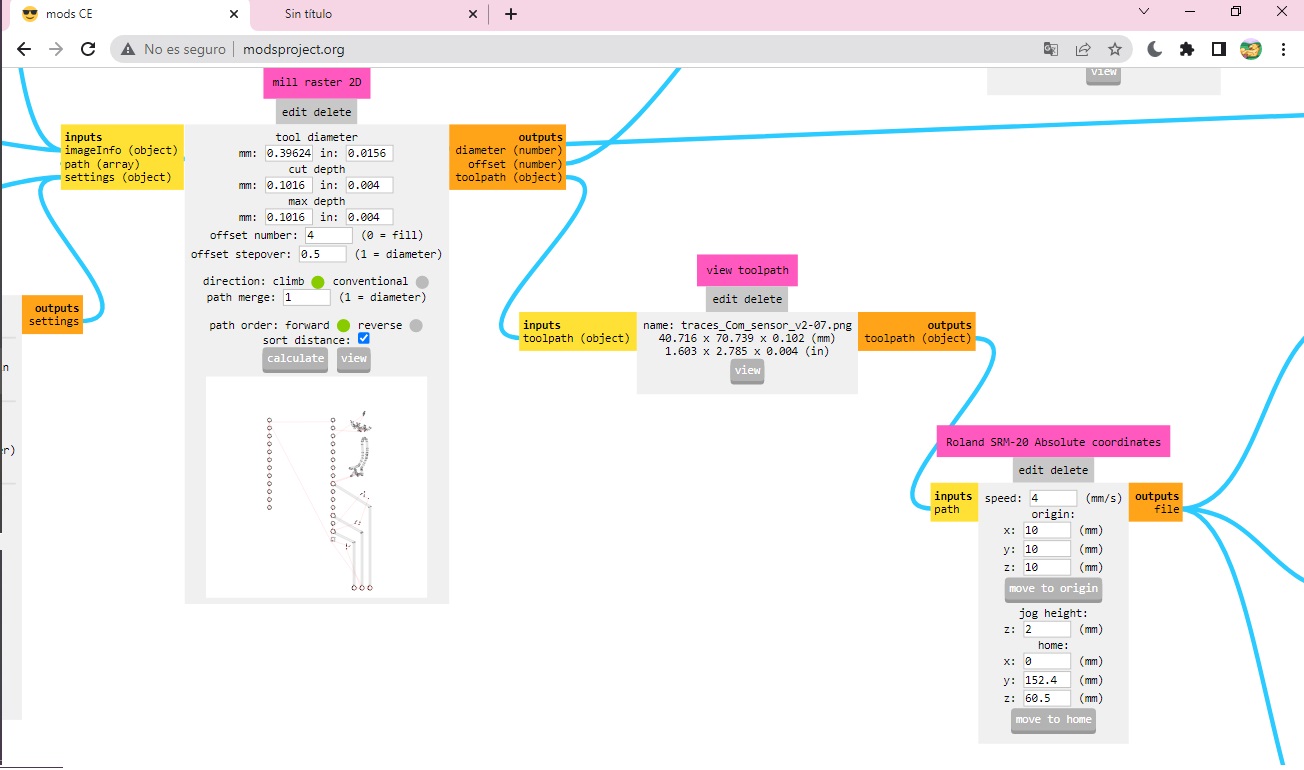 mods CE
Sin título
No es seguro
modsproject.org
mill raster 2D
edit delete
inputs
imageInfo (object)
path (array)
settings (object)
tool diameter
mm: 0.39624 in: 0.0156
cut depth
mm: 0.1016 in: 0.004
max depth
mm: 0.1016 in: 0.004
offset number: 4 (0 = fill)
offset stepover: 0.5 (1 = diameter)
direction: climb conventional
path merge: 1 (1 = diameter)
path order: forward reverse
sort distance:
calculate view
outputs
diameter (number)
offset (number)
toolpath (object)
outputs
settings
n
er)
view
view toolpath
edit delete
inputs
toolpath (object)
name: traces_Com_sensor_v2-07.png
40.716 x 70.739 x 0.102 (mm)
1.603 x 2.785 x 0.004 (in)
view
outputs
toolpath (object)
Roland SRM-20 Absolute coordinates
edit delete
inputs
path
speed: 4 (mm/s)
origin:
x: 10 (mm)
y: 10 (mm)
z: 10 (mm)
move to origin
jog height:
z: 2 (mm)
home:
x: 0 (mm)
y: 152.4 (mm)
z: 60.5 (mm)
move to home
outputs
file